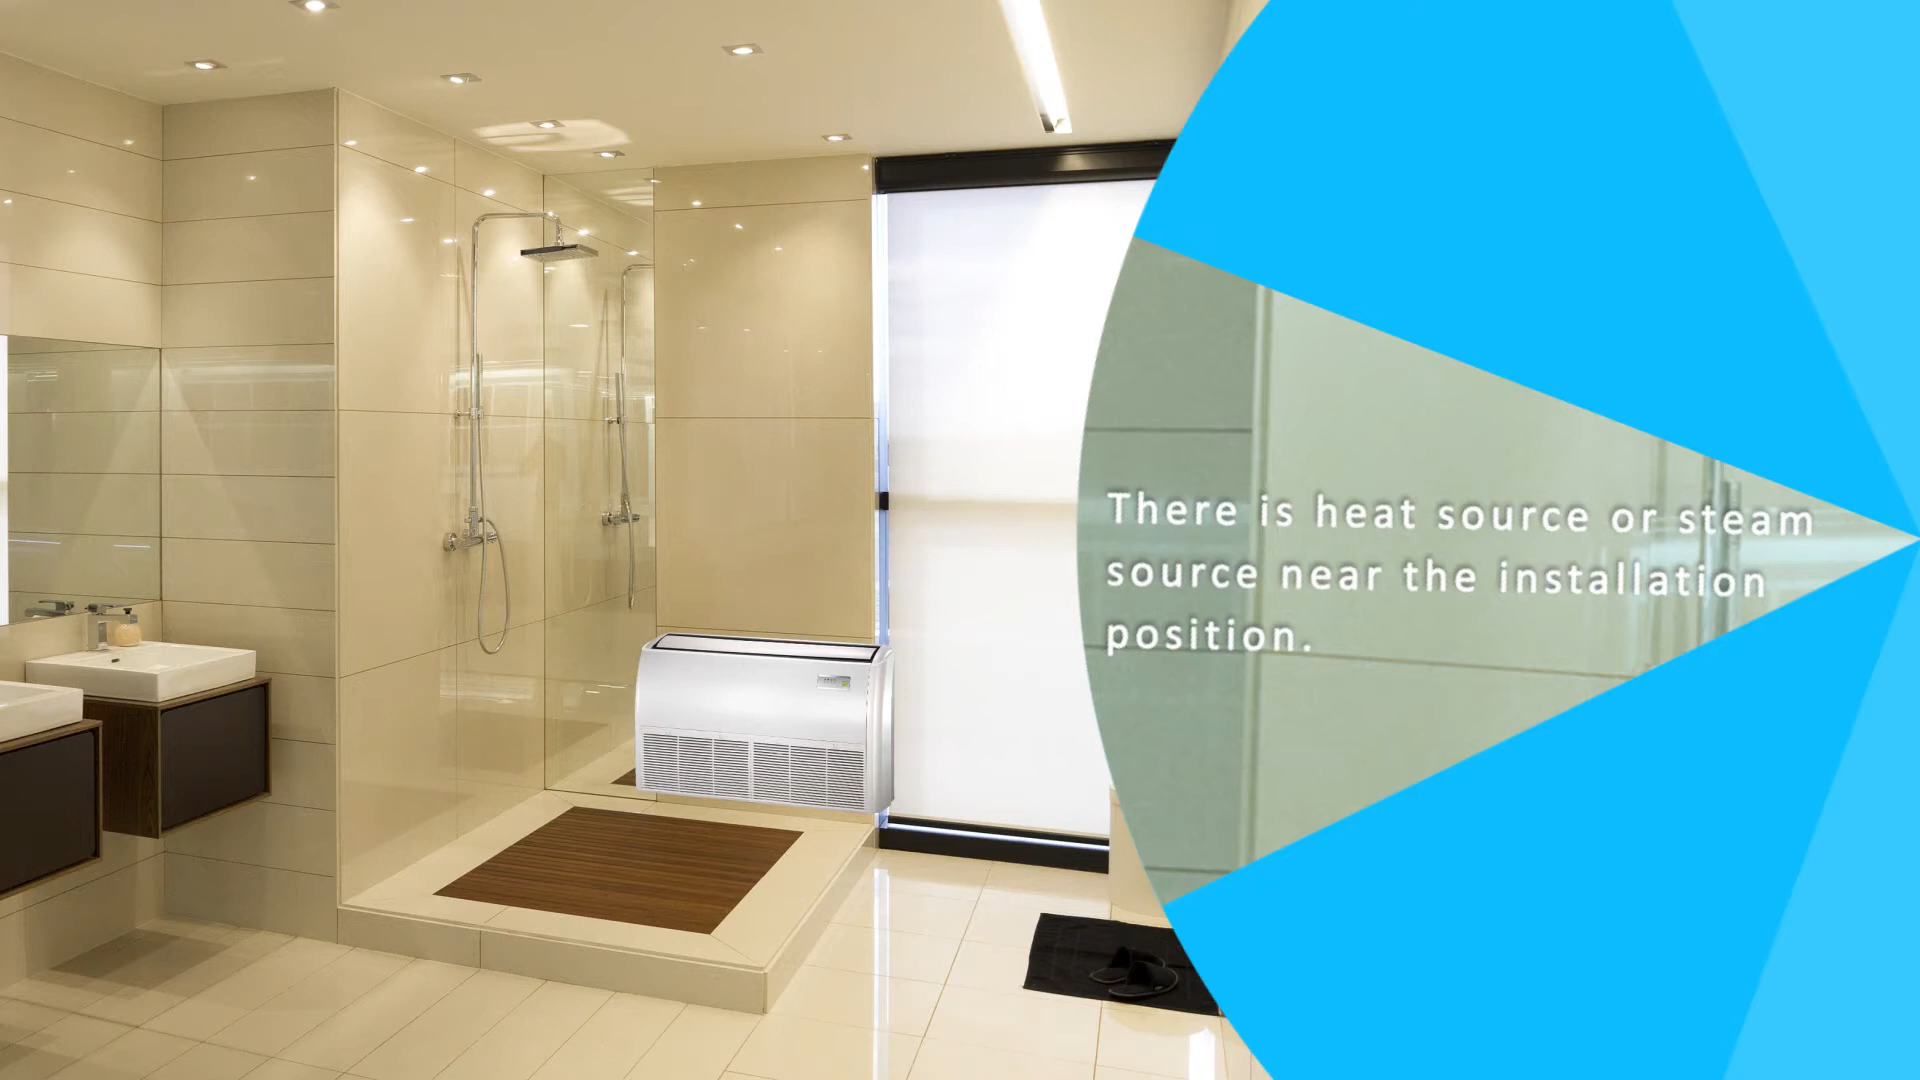 There is heat source or steam
source near the installation
position.